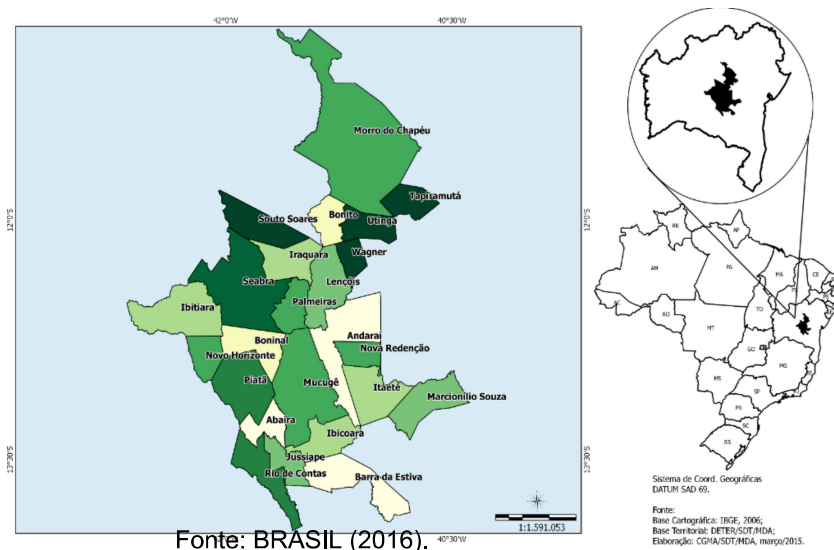 42°0'O
40°30'O
12°0'S
12°0'S
13°30'S
13°30'S
40°30'O
Morro do Chapéu
Tapiramutá
Souto Soares
Bonito
Utinga
Wagner
Iraquara
Lençois
Seabra
Palmeiras
Ibitiara
Andaraí
Boninal
Nova Redenção
Novo Horizonte
Piatã
Mucugê
Itaetê
Marcionilio Souza
Abaíra
Ibicoara
Jussiape
Rio de Contas
Barra da Estiva
1:1.591.053
Fonte: BRASIL (2016).
RR
AP
AM
PA
MA
CE
AC
RO
TO
MT
GO
MG
MS
SP
PR
SC
RS
Sistema de Coord. Geográficas
DATUM SAD 69.
Fonte:
Base Cartográfica: IBGE, 2006;
Base Territorial: DETER/SDT/MDA;
Elaboração: CGMA/SDT/MDA, março/2015.